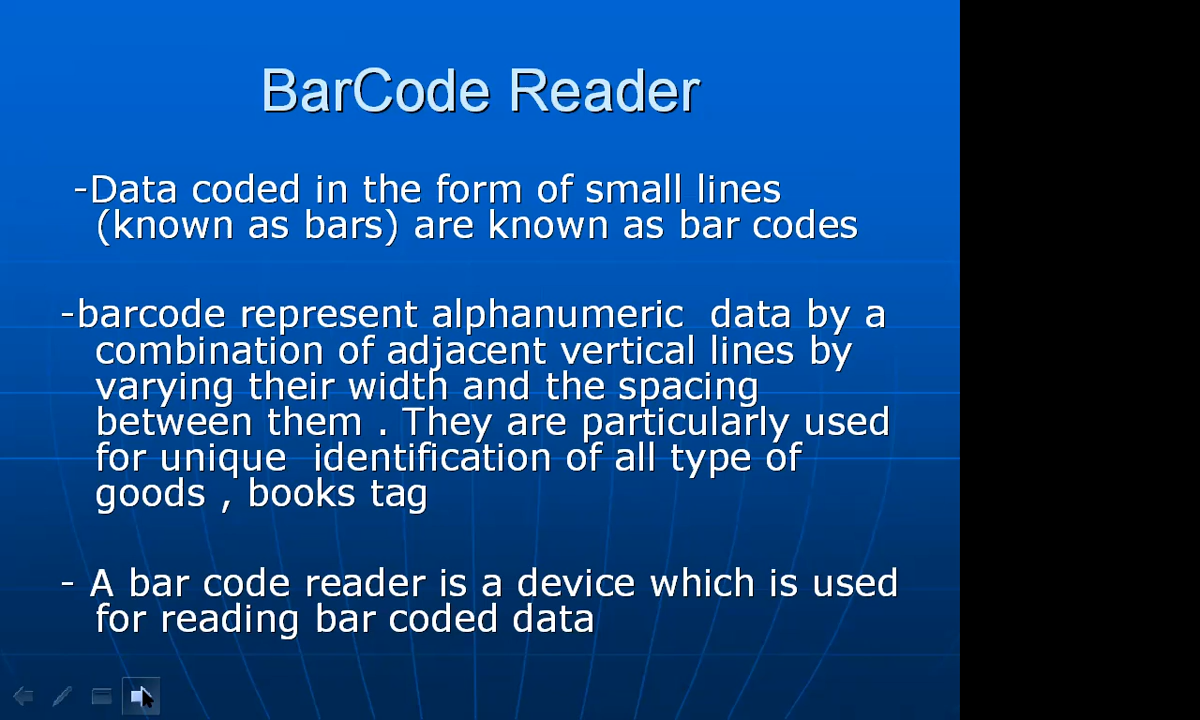 BarCode Reader
-Data coded in the form of small lines
(known as bars) are known as bar codes
-barcode represent alphanumeric  data by a
combination of adjacent vertical lines by
varying their width and the spacing
between them . They are particularly used
for unique  identification of all type of
goods , books tag
- A bar code reader is a device which is used
for reading bar coded data